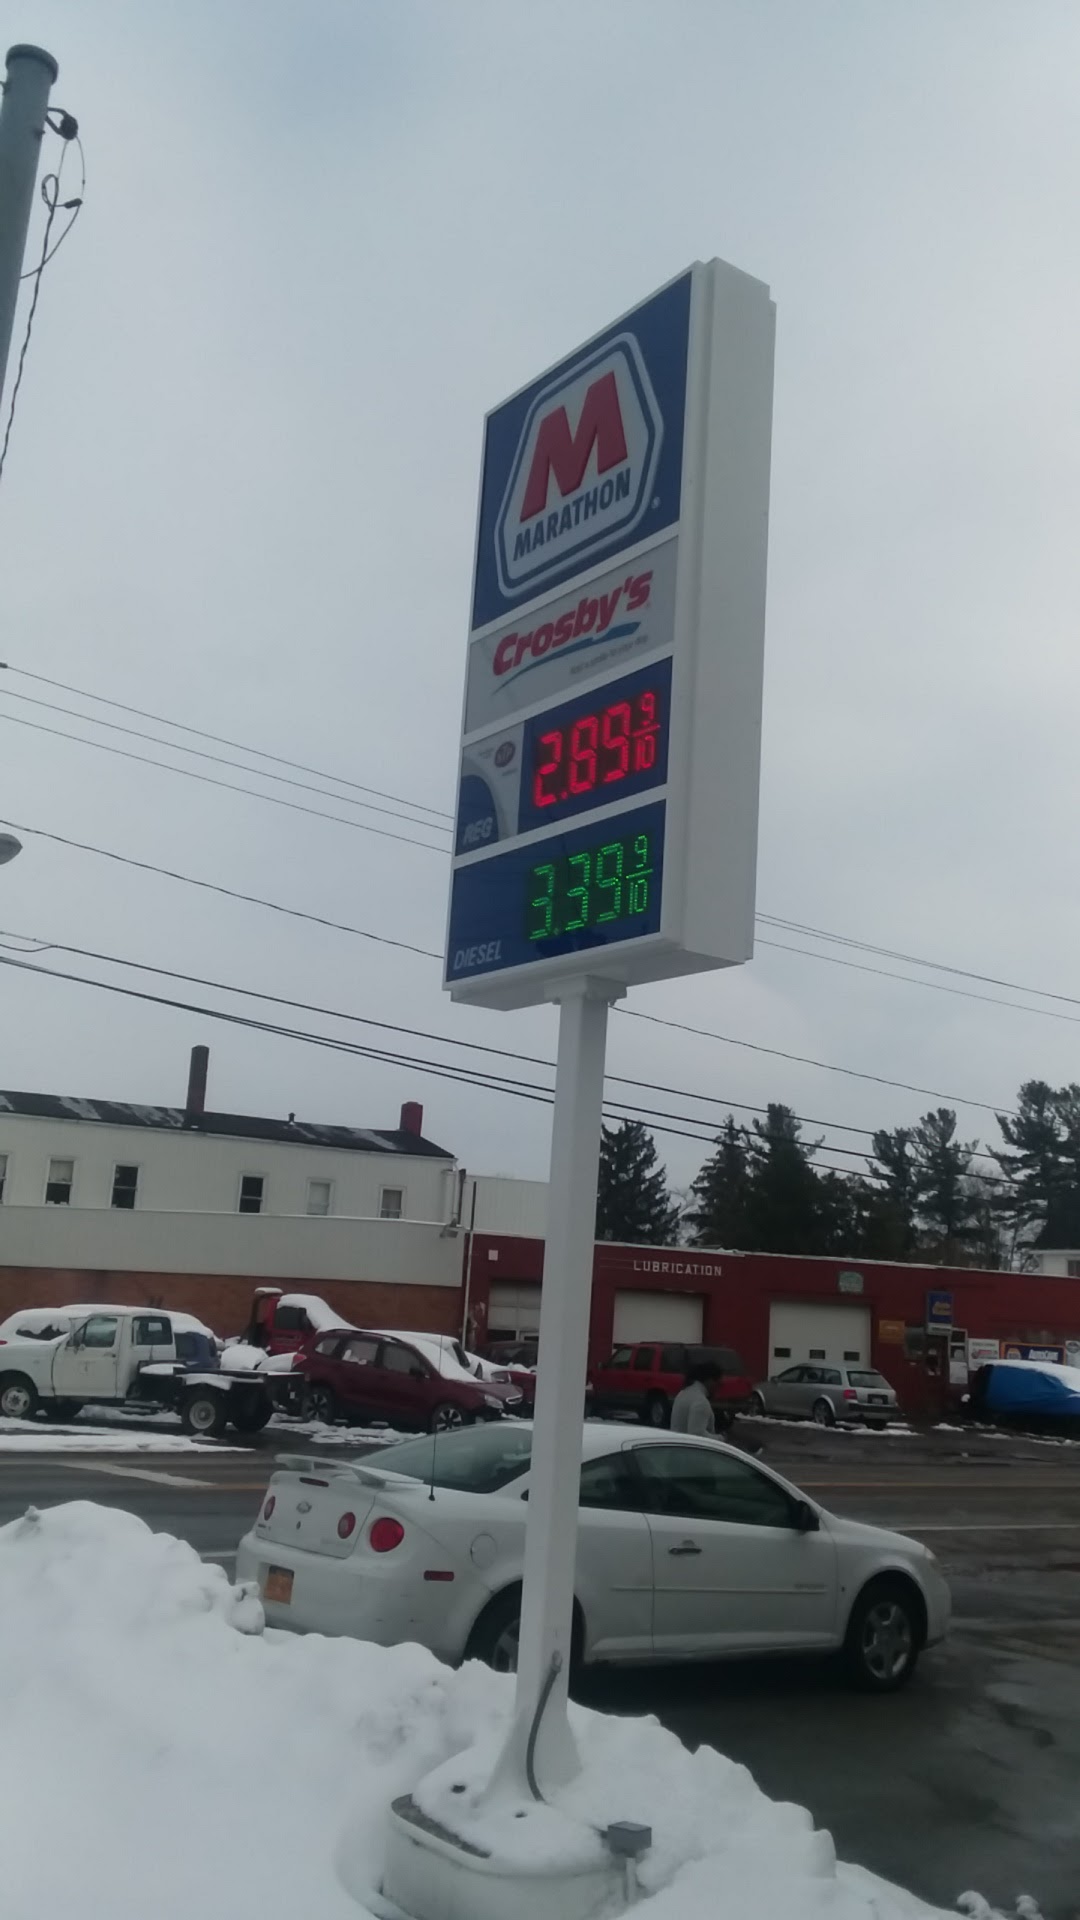 M
MARATHON
Crosby's
REG 2.89 9/10
DIESEL 3.39 9/10
LUBRICATION